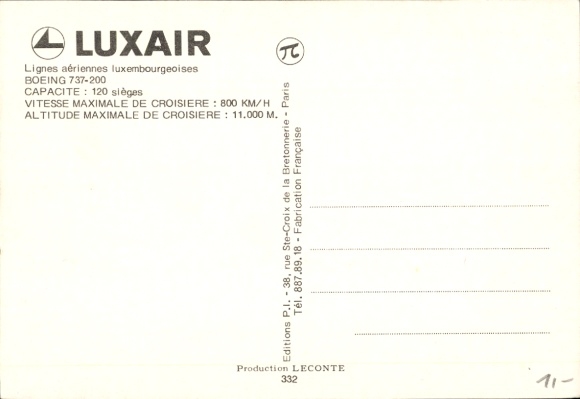 LUXAIR
Lignes aériennes luxembourgeoises
BOEING 737-200
CAPACITE : 120 sièges
VITESSE MAXIMALE DE CROISIERE : 800 KM/H
ALTITUDE MAXIMALE DE CROISIERE : 11.000 M.
π
Editions P.I. - 38, rue Ste-Croix de la Bretonnerie - Paris
Tél. 887.89.18 - Fabrication Française
Production LECONTE
332
11-